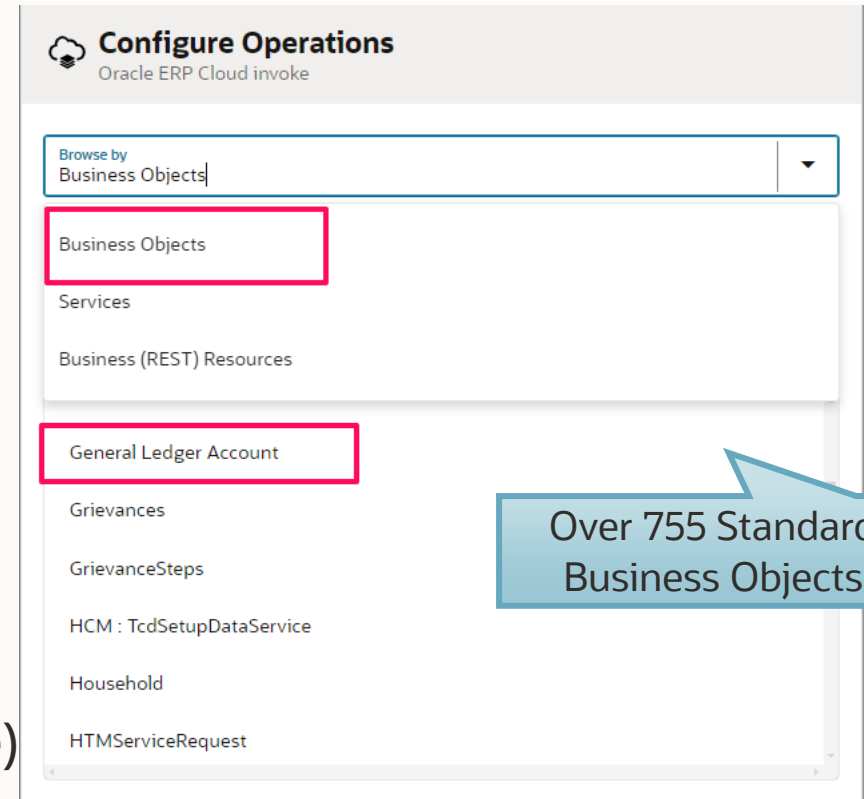 Configure Operations
Oracle ERP Cloud invoke
Browse by
Business Objects
Business Objects
Services
Business (REST) Resources
General Ledger Account
Grievances
GrievanceSteps
HCM : TcdSetupDataService
Household
HTMServiceRequest
Over 755 Standard
Business Objects
)